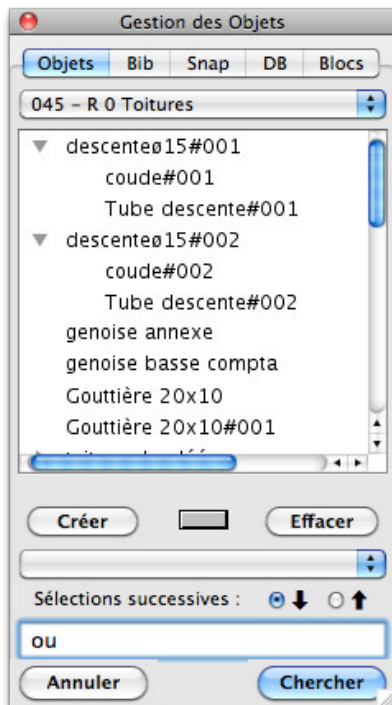 Gestion des Objets
Objets Bib Snap DB Blocs
045 – R 0 Toitures
descenteø15#001
coude#001
Tube descente#001
descenteø15#002
coude#002
Tube descente#002
genoise annexe
genoise basse compta
Gouttière 20x10
Gouttière 20x10#001
Créer Effacer
Sélections successives :
ou
Annuler Chercher